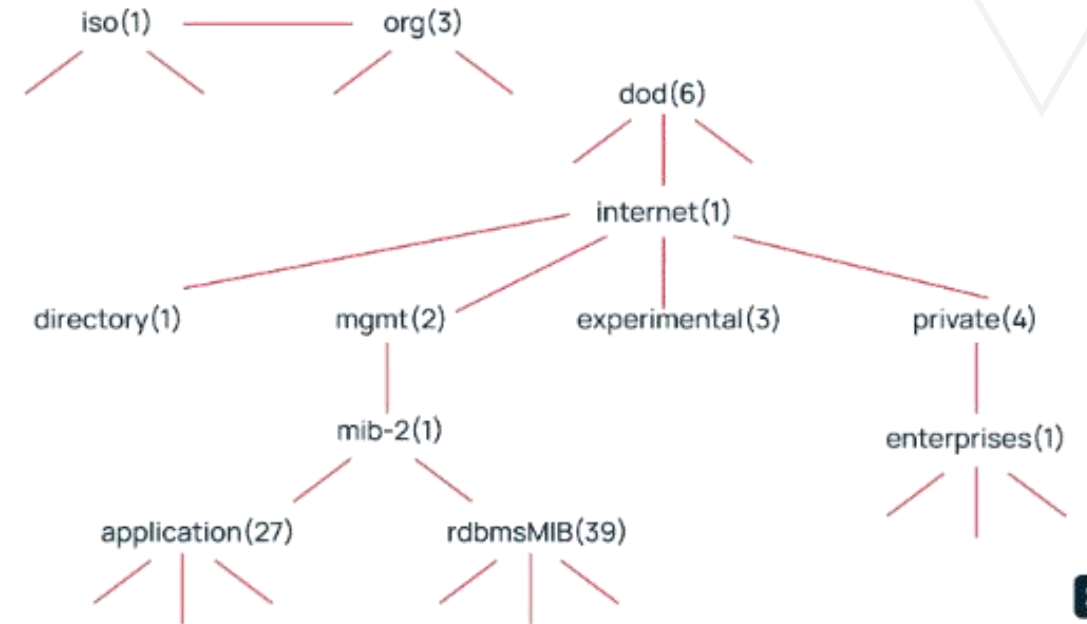 iso(1) org(3)
dod(6)
internet(1)
directory(1) mgmt(2) experimental(3) private(4)
mib-2(1) enterprises(1)
application(27) rdbmsMIB(39)